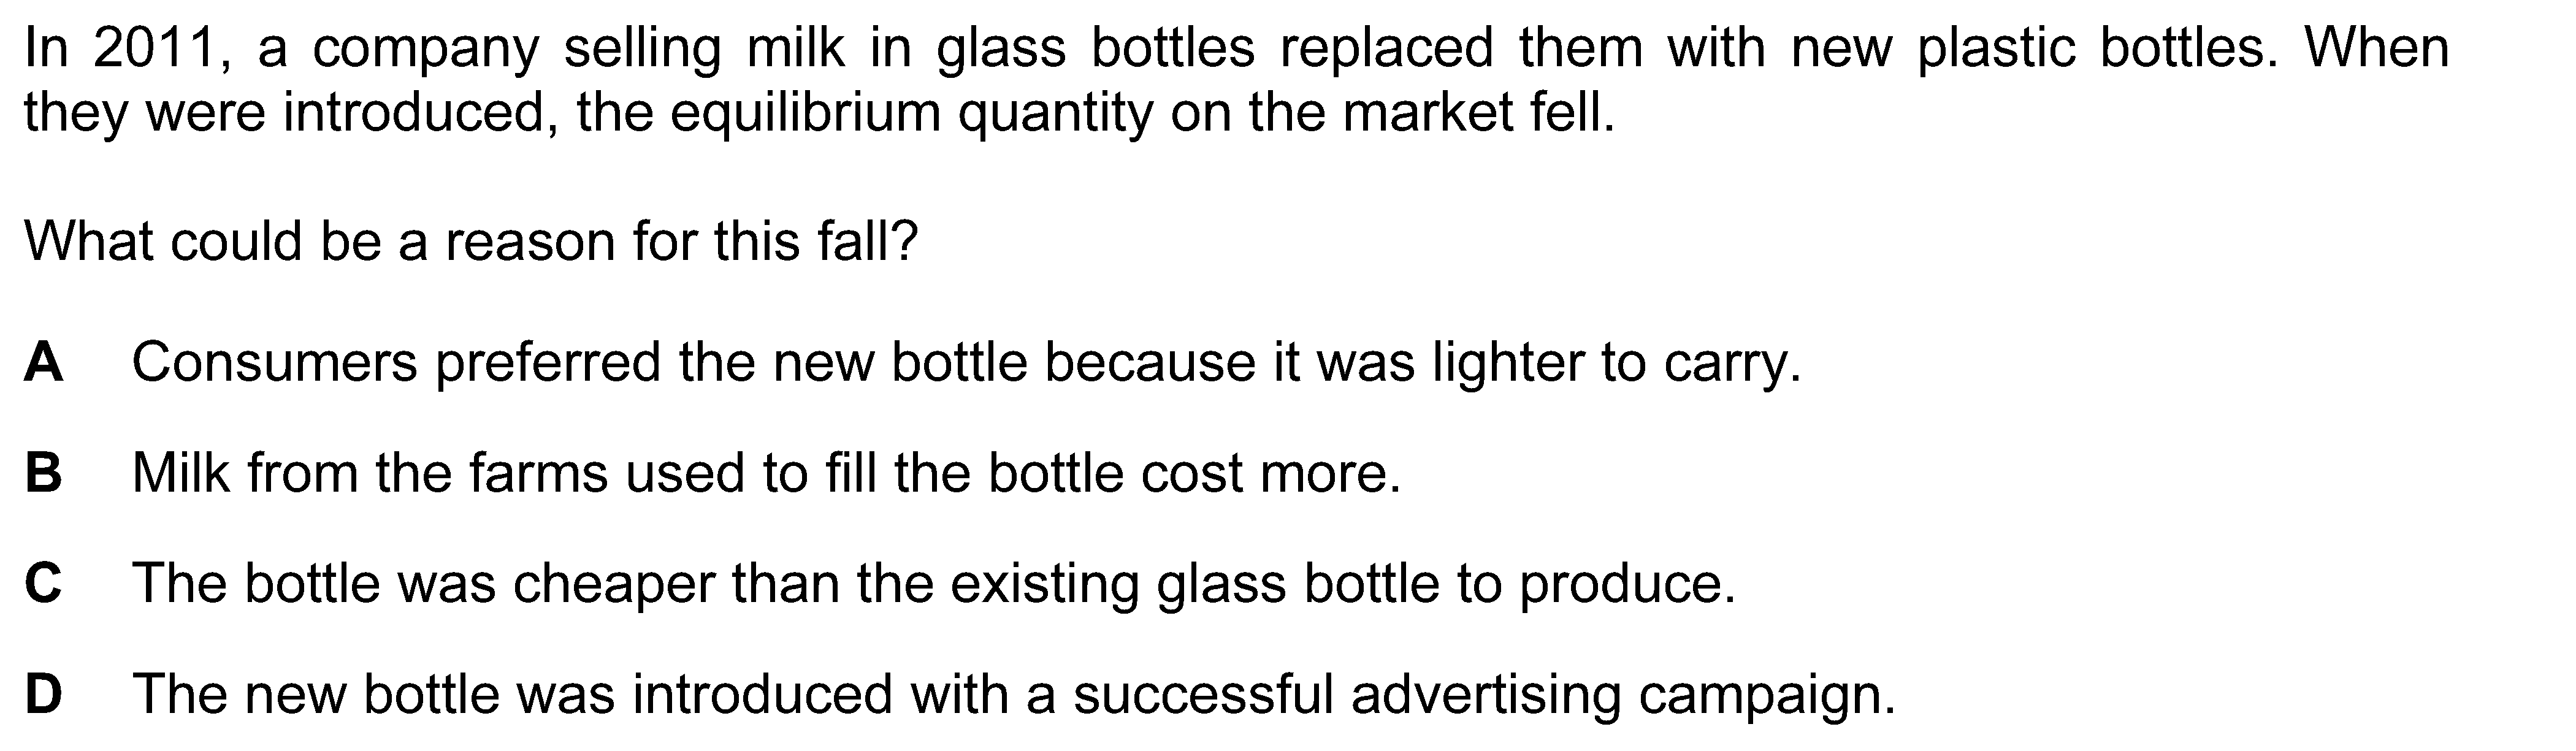 In 2011, a company selling milk in glass bottles replaced them with new plastic bottles. When
they were introduced, the equilibrium quantity on the market fell.
What could be a reason for this fall?
A Consumers preferred the new bottle because it was lighter to carry.
B Milk from the farms used to fill the bottle cost more.
C The bottle was cheaper than the existing glass bottle to produce.
D The new bottle was introduced with a successful advertising campaign.